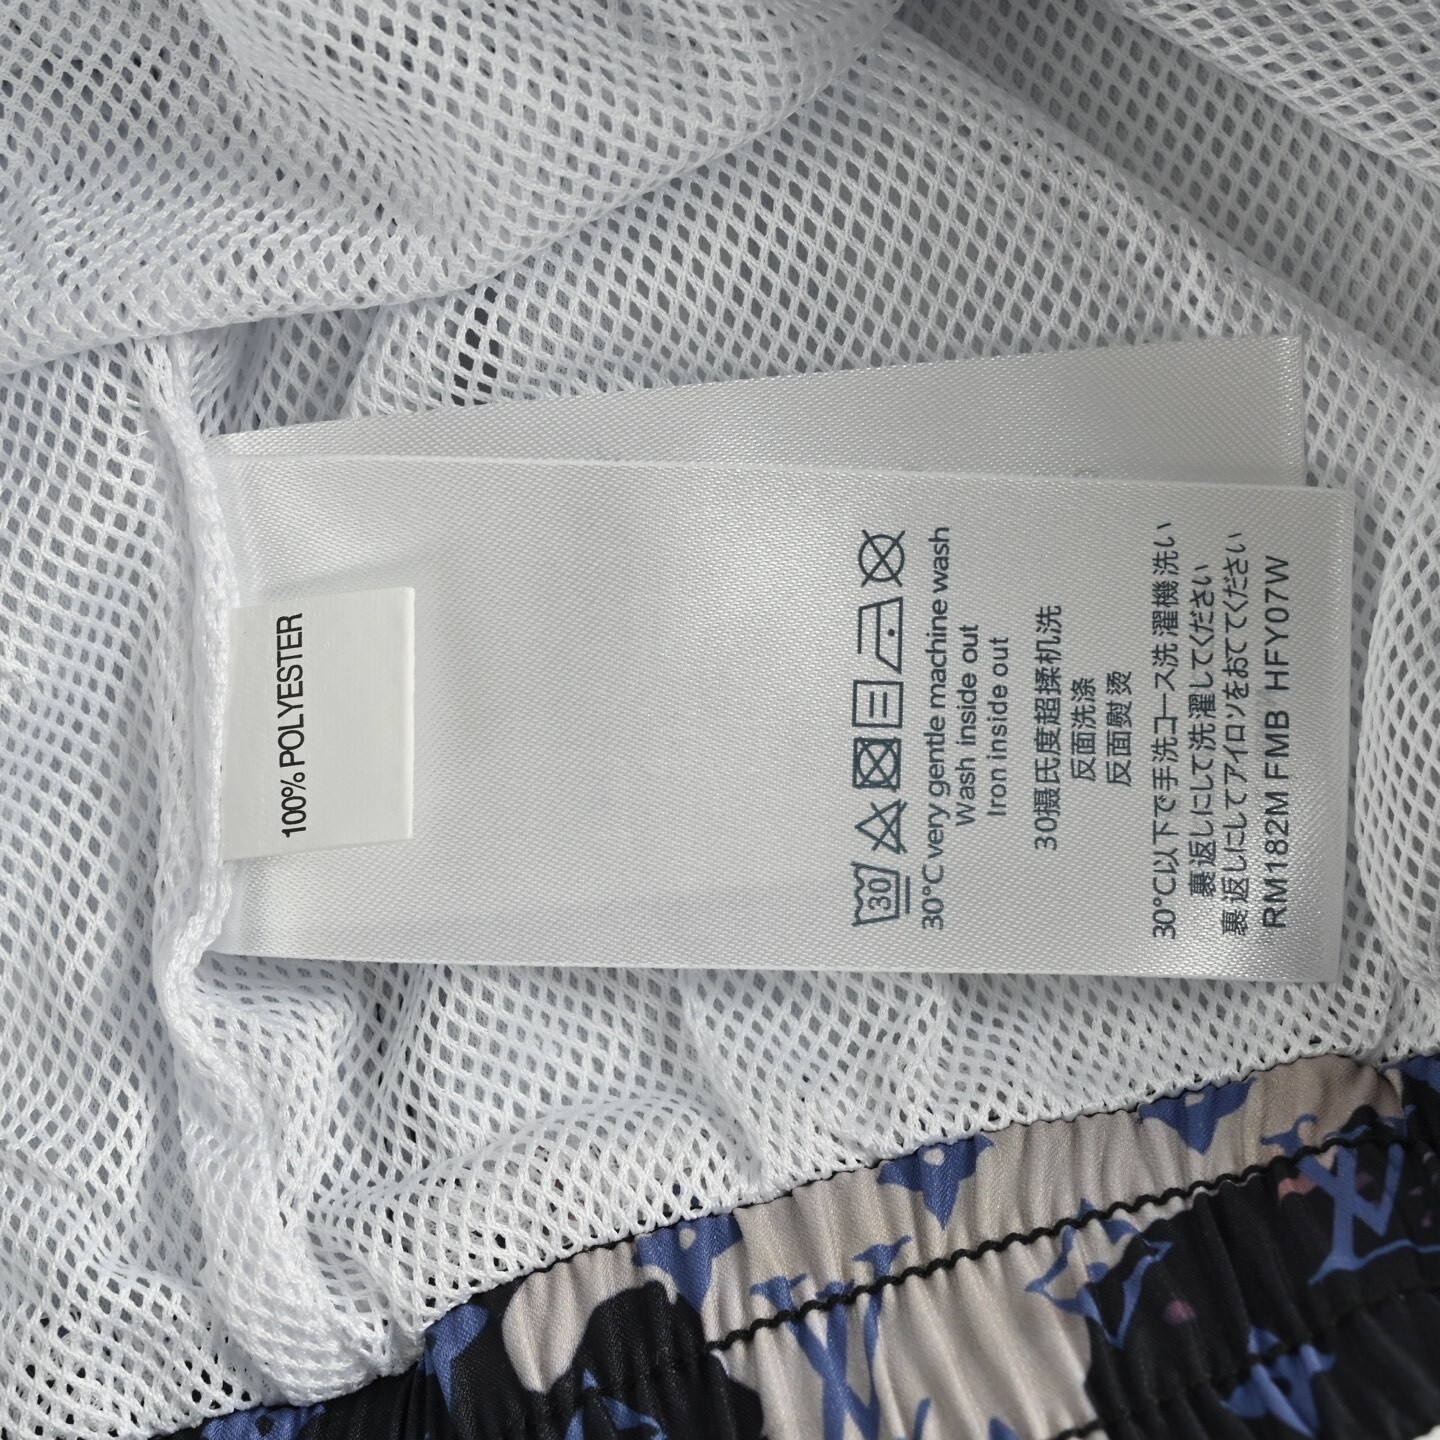 100% POLYESTER
30
30°C very gentle machine wash
Wash inside out
Iron inside out
30摄氏度超揉机洗
反面洗涤
反面熨烫
30°C以下で手洗コース洗濯機洗い
裏返しにして洗濯してください
裏返しにしてアイロンをおててください
RM182M FMB HFY07W